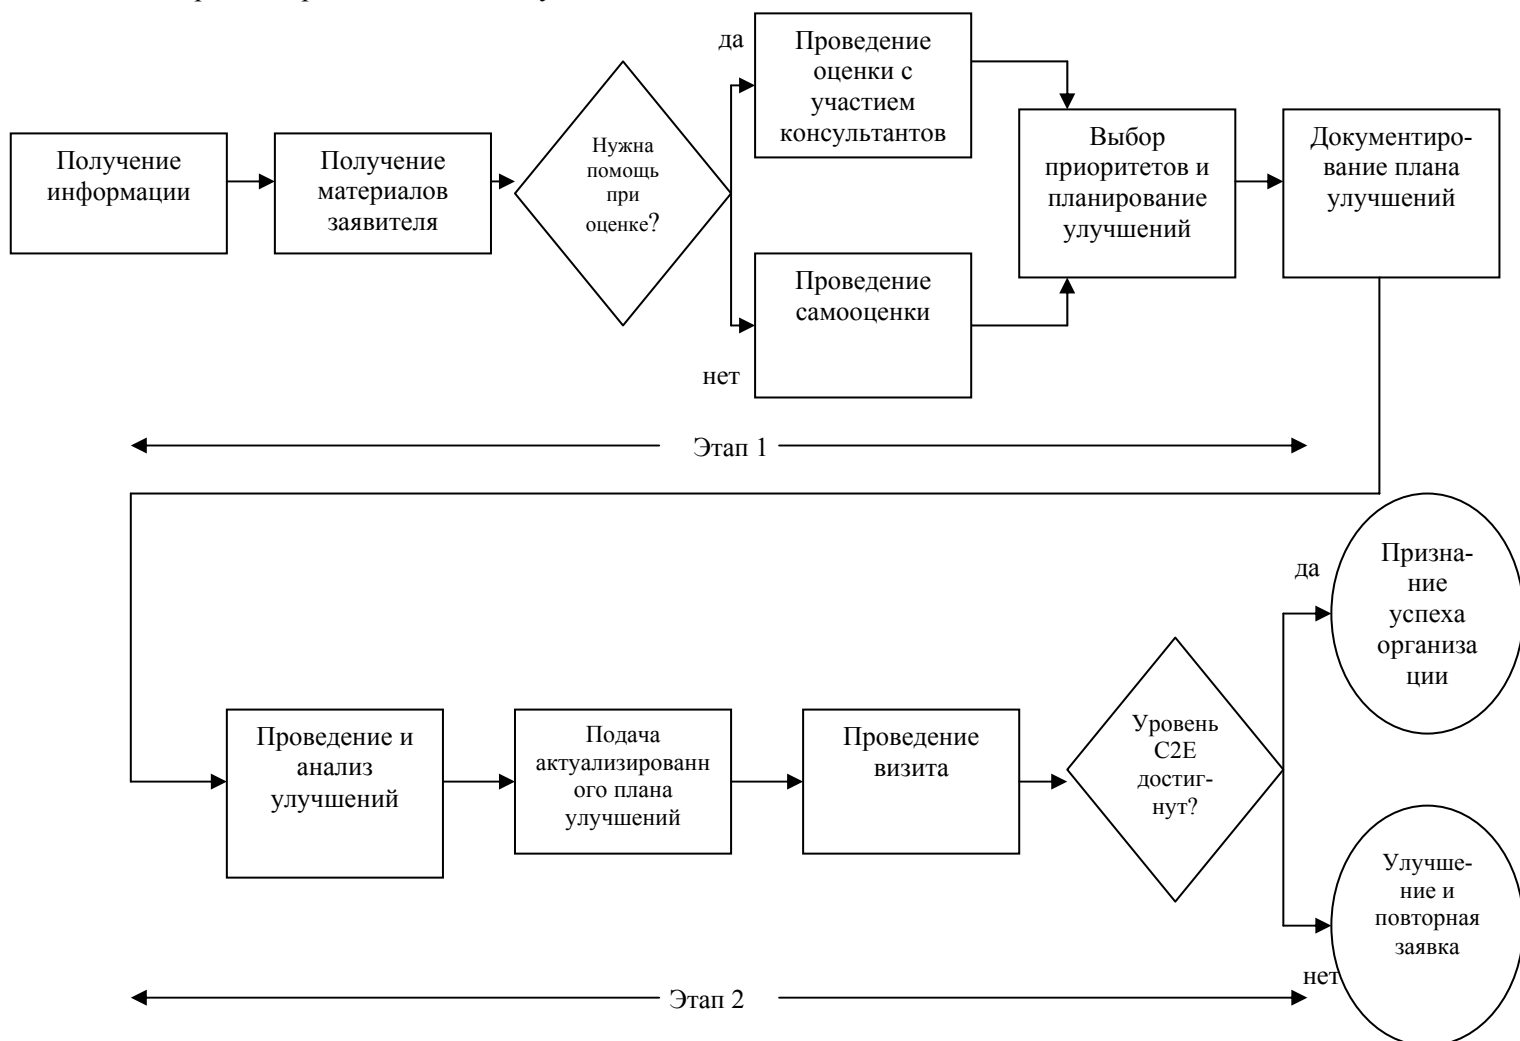 да
Проведение
оценки с
участием
консультантов
Получение
информации
Получение
материалов
заявителя
Нужна
помощь
при
оценке?
Выбор
приоритетов и
планирование
улучшений
Документиро-
вание плана
улучшений
Проведение
самооценки
нет
Этап 1
Призна-
ние
успеха
организа
ции
да
Проведение и
анализ
улучшений
Подача
актуализированн
ого плана
улучшений
Проведение
визита
Уровень
С2Е
достиг-
нут?
Улучше-
ние и
повторная
заявка
нет
Этап 2